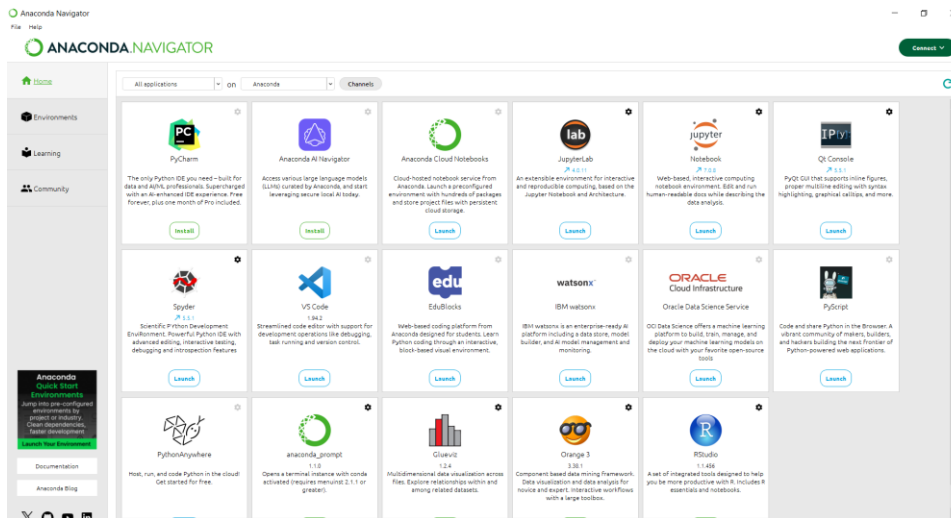 Anaconda Navigator
File Help
ANACONDA.NAVIGATOR
Connect
Home
Environments
Learning
Community
All applications
on
Anaconda
Channels
PC
PyCharm
The only Python IDE you need – built for
data and AI/ML professionals. Supercharged
with an AI-enhanced IDE experience. Free
forever, plus one month of Pro included.
Install
Anaconda AI Navigator
Access various large language models
(LLMs) curated by Anaconda, and start
leveraging secure local AI today.
Install
Anaconda Cloud Notebooks
Cloud-hosted notebook service from
Anaconda. Launch a preconfigured
environment with hundreds of packages
and store project files with persistent
cloud storage.
Launch
lab
JupyterLab
4.0.11
An extensible environment for interactive
and reproducible computing, based on the
Jupyter Notebook and Architecture.
Launch
jupyter
Notebook
7.0.8
Web-based, interactive computing
notebook environment. Edit and run
human-readable docs while describing the
data analysis.
Launch
IP[y]:
Qt Console
5.5.1
PyQt GUI that supports inline figures,
proper multiline editing with syntax
highlighting, graphical calltips, and more.
Launch
Spyder
5.5.1
Scientific PYthon Development
EnviRonment. Powerful Python IDE with
advanced editing, interactive testing,
debugging and introspection features
Launch
VS Code
1.94.2
Streamlined code editor with support for
development operations like debugging,
task running and version control.
Launch
edu
EduBlocks
Web-based coding platform from
Anaconda designed for students. Learn
Python coding through an interactive,
block-based visual environment.
Launch
watsonx
IBM watsonx
IBM watsonx is an enterprise-ready AI
platform including a data store, model
builder, and AI model management and
monitoring.
Launch
ORACLE
Cloud Infrastructure
Oracle Data Science Service
OCI Data Science offers a machine learning
platform to build, train, manage, and
deploy your machine learning models on
the cloud with your favorite open-source
tools
Launch
PyScript
Code and share Python in the Browser. A
vibrant community of makers, builders,
and hackers building the next frontier of
Python-powered web applications.
Launch
PythonAnywhere
Host, run, and code Python in the cloud!
Get started for free.
anaconda_prompt
1.1.0
Opens a terminal instance with conda
activated (requires menuinst 2.1.1 or
greater).
Glueviz
1.2.4
Multidimensional data visualization across
files. Explore relationships within and
among related datasets.
Orange 3
Component based data mining framework.
Data visualization and data analysis for
novice and expert. Interactive workflows
with a large toolbox.
R
RStudio
1.1.456
A set of integrated tools designed to help
you be more productive with R. Includes R
essentials and notebooks.
Anaconda
Quick Start
Environments
Jump into pre-configured
environments by
project or industry.
Clean dependencies,
faster development
Launch Your Environment
Documentation
Anaconda Blog